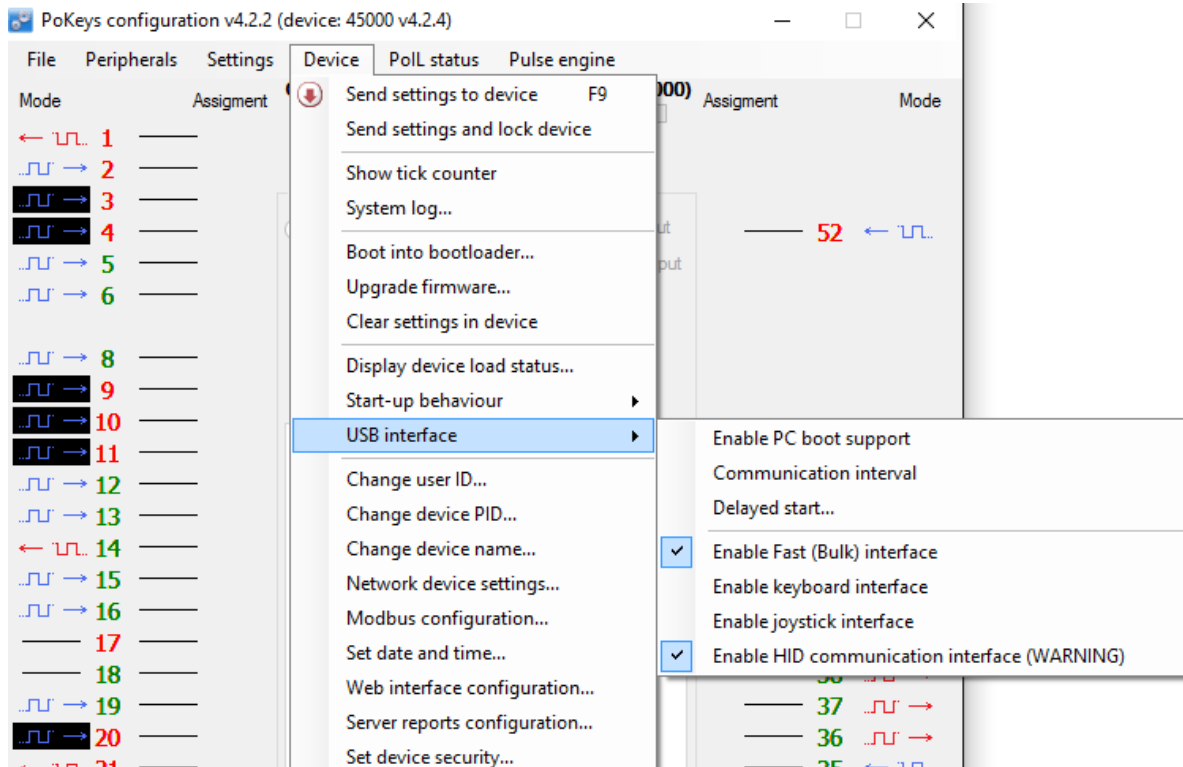 PoKeys configuration v4.2.2 (device: 45000 v4.2.4)
File Peripherals Settings Device PolL status Pulse engine
Mode Assigment 000) Assigment Mode
Send settings to device F9
Send settings and lock device
Show tick counter
System log...
Boot into bootloader...
Upgrade firmware...
Clear settings in device
Display device load status...
Start-up behaviour
USB interface
Change user ID...
Change device PID...
Change device name...
Network device settings...
Modbus configuration...
Set date and time...
Web interface configuration...
Server reports configuration...
Set device security...
Enable PC boot support
Communication interval
Delayed start...
Enable Fast (Bulk) interface
Enable keyboard interface
Enable joystick interface
Enable HID communication interface (WARNING)
1
2
3
4
5
6
8
9
10
11
12
13
14
15
16
17
18
19
20
21
ut
put
52
37
36
35